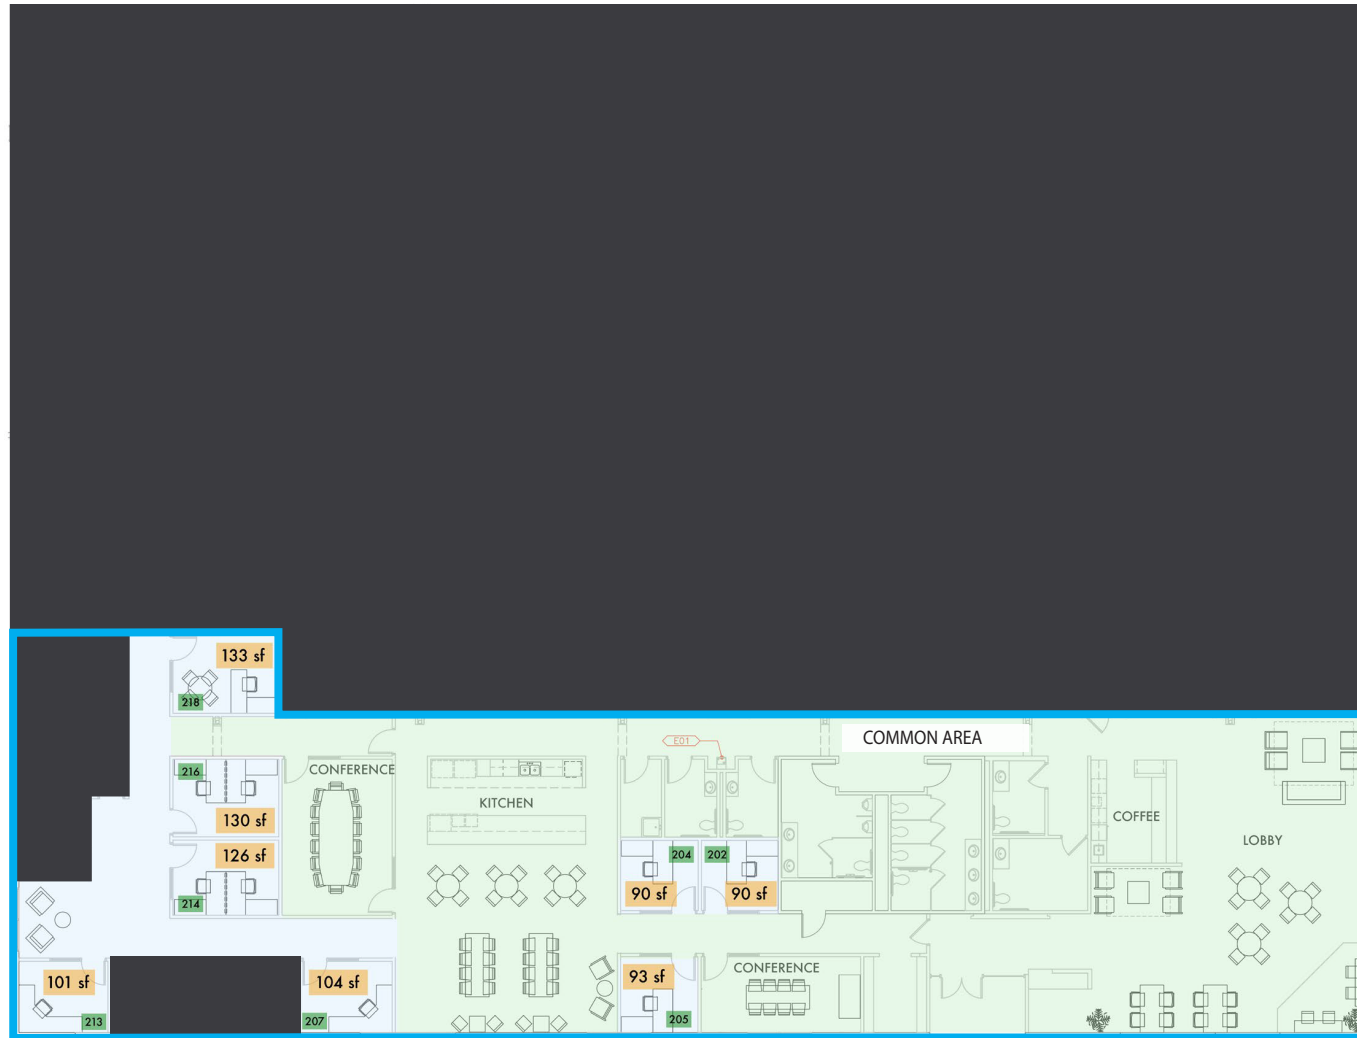 133 sf
218
E01
COMMON AREA
216
CONFERENCE
130 sf
KITCHEN
COFFEE
126 sf
214
204
202
90 sf
90 sf
LOBBY
101 sf
213
104 sf
207
93 sf
205
CONFERENCE